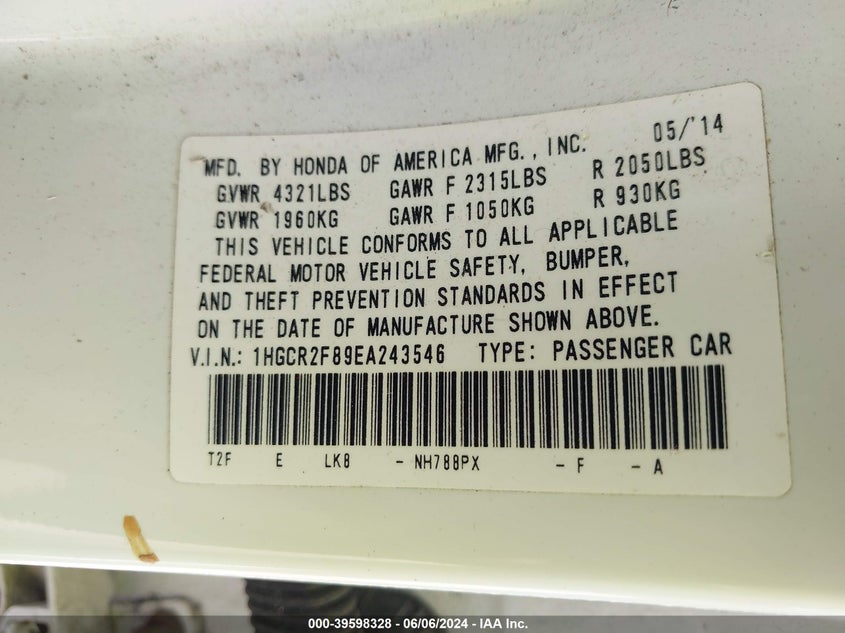 05/'14
MFD. BY HONDA OF AMERICA MFG., INC.
GVWR 4321LBS GAWR F 2315LBS R 2050LBS
GVWR 1960KG GAWR F 1050KG R 930KG
THIS VEHICLE CONFORMS TO ALL APPLICABLE
FEDERAL MOTOR VEHICLE SAFETY, BUMPER,
AND THEFT PREVENTION STANDARDS IN EFFECT
ON THE DATE OF MANUFACTURE SHOWN ABOVE.
V.I.N.: 1HGCR2F89EA243546 TYPE: PASSENGER CAR
T2F E LK8 - NH788PX - F - A
000-39598328 - 06/06/2024 - IAA Inc.